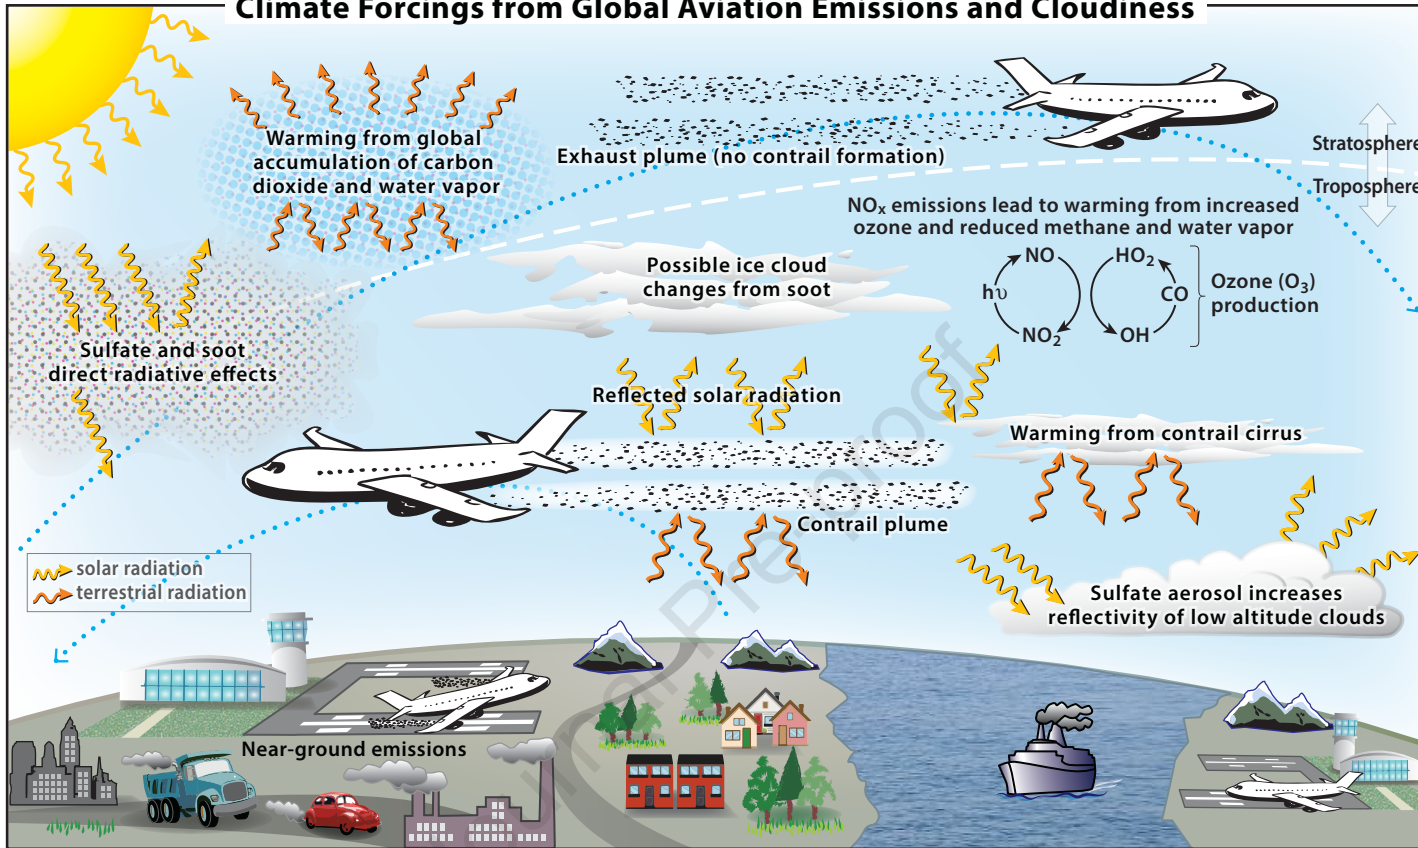 Climate Forcings from Global Aviation Emissions and Cloudiness
Warming from global
accumulation of carbon
dioxide and water vapor
Exhaust plume (no contrail formation)
Stratosphere
Troposphere
NOₓ emissions lead to warming from increased
ozone and reduced methane and water vapor
NO
hυ
NO₂
HO₂
CO
OH
Ozone (O₃)
production
Possible ice cloud
changes from soot
Sulfate and soot
direct radiative effects
Reflected solar radiation
Warming from contrail cirrus
Contrail plume
solar radiation
terrestrial radiation
Sulfate aerosol increases
reflectivity of low altitude clouds
Near-ground emissions